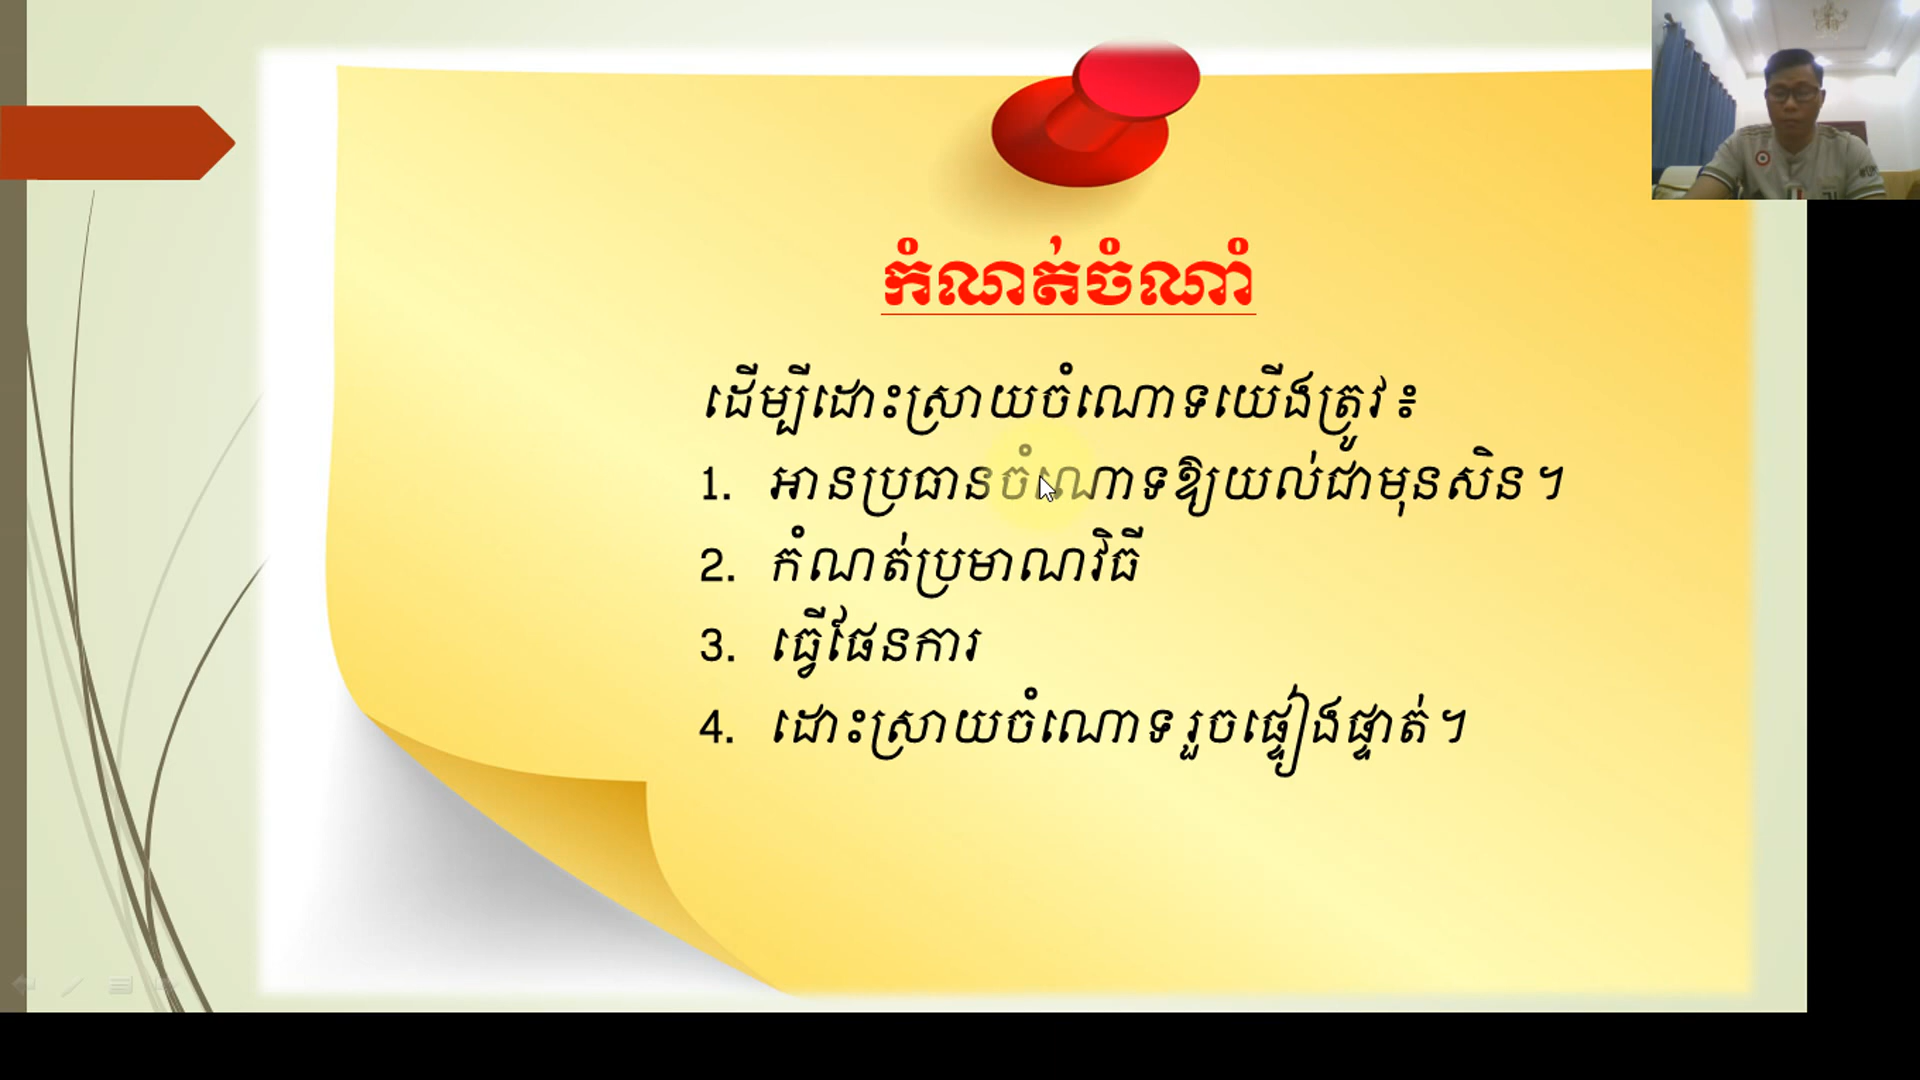 កំណត់ចំណាំ
ដើម្បីដោះស្រាយចំណោទយើងត្រូវ ៖
1. អានប្រធានចំណោទឱ្យយល់ជាមុនសិន។
2. កំណត់ប្រមាណវិធី
3. ធ្វើផែនការ
4. ដោះស្រាយចំណោទ រួចផ្ទៀងផ្ទាត់។